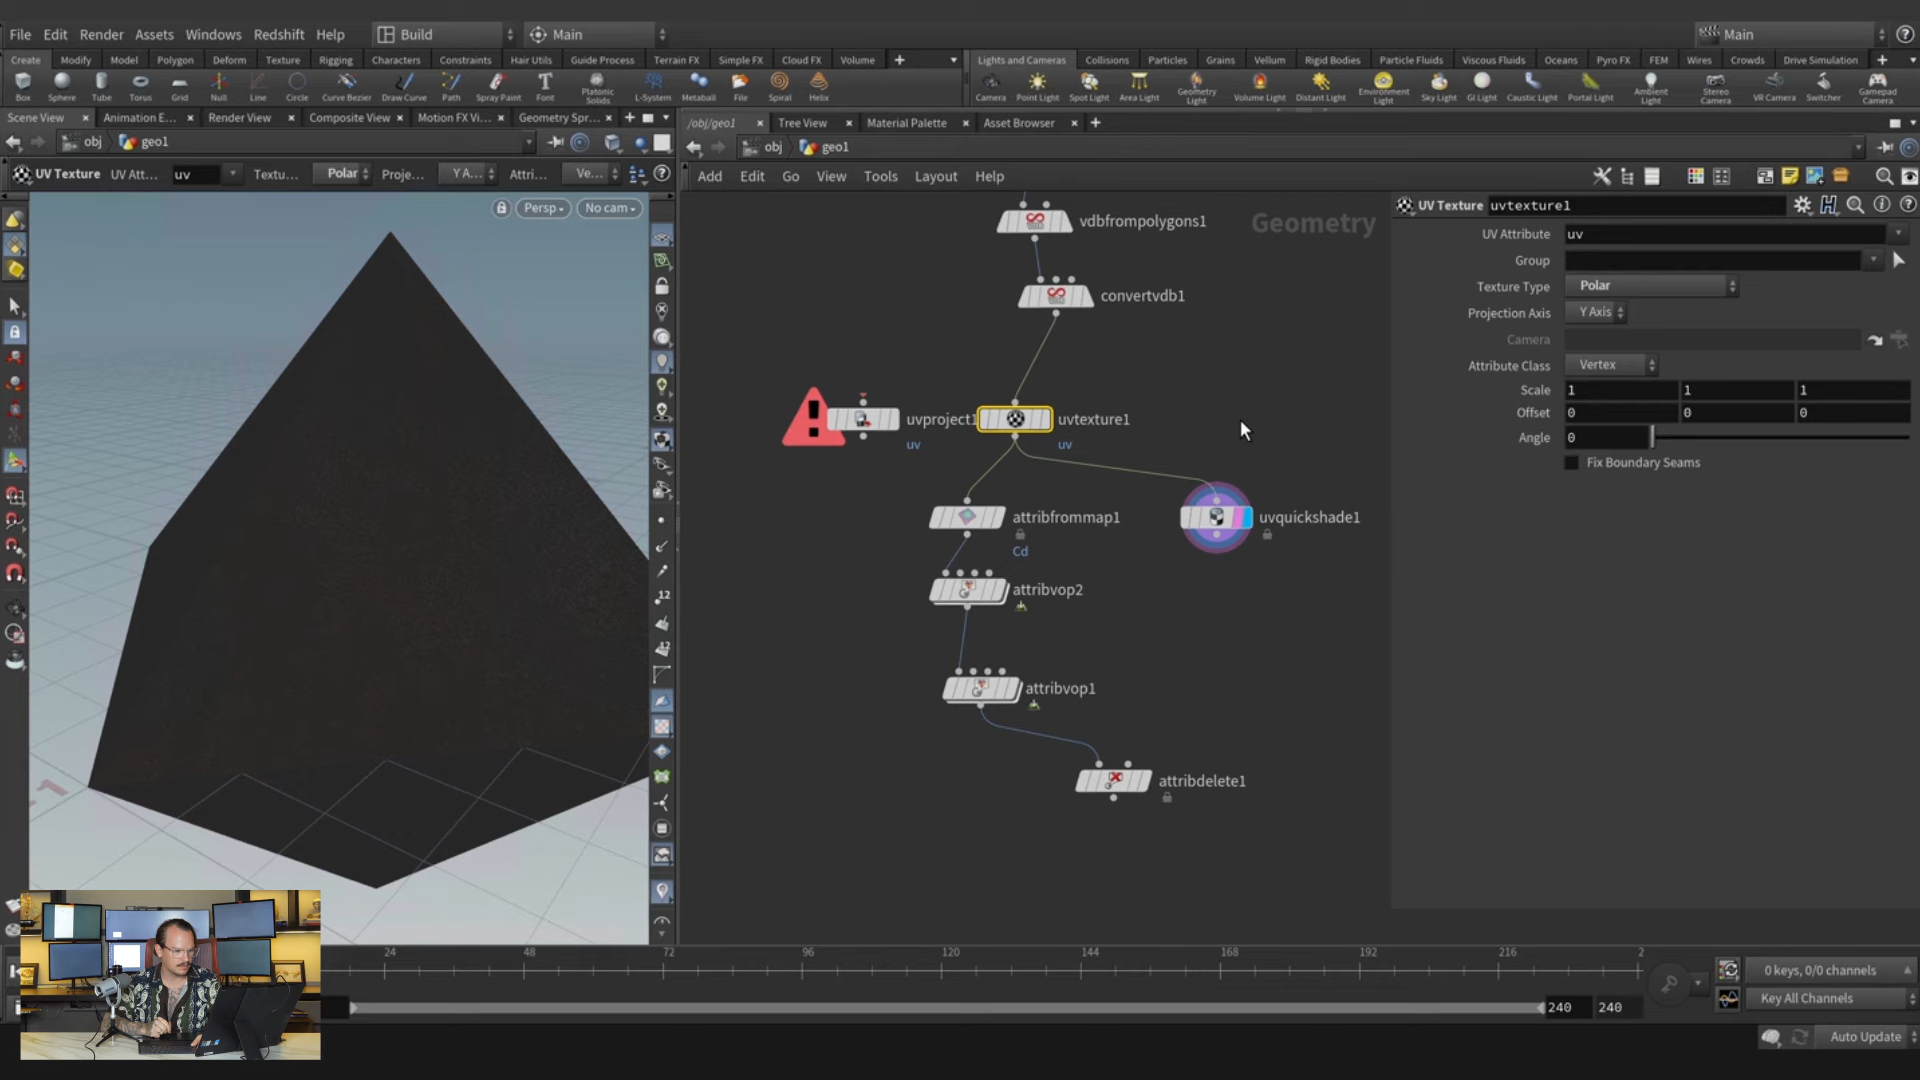 File Edit Render Assets Windows Redshift Help Build Main Main
Create Modify Model Polygon Deform Texture Rigging Characters Constraints Hair Utils Guide Process Terrain FX Simple FX Cloud FX Volume
Lights and Cameras Collisions Particles Grains Vellum Rigid Bodies Particle Fluids Viscous Fluids Oceans Pyro FX FEM Wires Crowds Drive Simulation
Box Sphere Tube Torus Grid Null Line Circle Curve Bezier Draw Curve Path Spray Paint Font Platonic Solids L-System Metaball File Spiral Helix
Camera Point Light Spot Light Area Light Geometry Light Volume Light Distant Light Environment Light Sky Light GI Light Caustic Light Portal Light Ambient Light Stereo Camera VR Camera Switcher Gamepad Camera
Scene View Animation E... Render View Composite View Motion FX Vi... Geometry Spr...
/obj/geo1 Tree View Material Palette Asset Browser
obj geo1
obj geo1
UV Texture UV Att... uv Textu... Polar Proje... Y A... Attri... Ve...
Add Edit Go View Tools Layout Help
Persp No cam
Geometry
vdbfrompolygons1
convertvdb1
uvproject1
uv
uvtexture1
uv
attribfrommap1
Cd
uvquickshade1
attribvop2
attribvop1
attribdelete1
UV Texture uvtexture1
UV Attribute uv
Group
Texture Type Polar
Projection Axis Y Axis
Camera
Attribute Class Vertex
Scale 1 1 1
Offset 0 0 0
Angle 0
Fix Boundary Seams
12
12
24 48 72 96 120 144 168 192 216 2
0 keys, 0/0 channels
240 240 Key All Channels
Auto Update